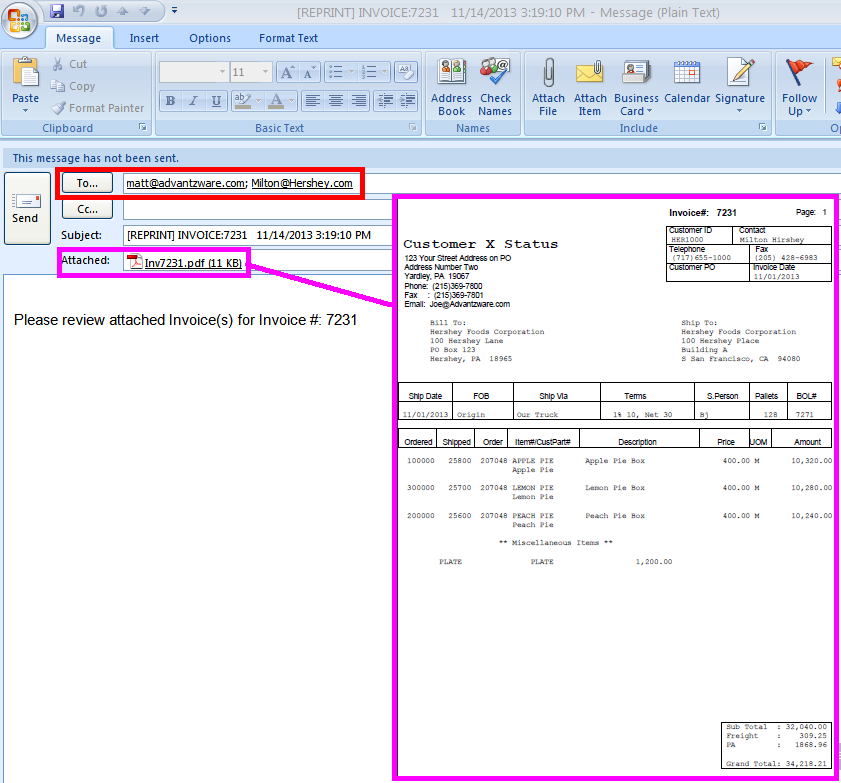 [REPRINT] INVOICE:7231 11/14/2013 3:19:10 PM - Message (Plain Text)
Message Insert Options Format Text
Paste
Cut
Copy
Format Painter
Clipboard
11
B I U
Basic Text
Address Book
Check Names
Names
Attach File
Attach Item
Business Card
Calendar
Signature
Include
Follow Up
This message has not been sent.
Send
To... matt@advantzware.com; Milton@Hershey.com
Cc...
Subject: [REPRINT] INVOICE:7231 11/14/2013 3:19:10 PM
Attached: Inv7231.pdf (11 KB)
Please review attached Invoice(s) for Invoice #: 7231
Invoice#: 7231 Page: 1
Customer ID Contact
HER1000 Milton Hirshey
Telephone Fax
(717)655-1000 (205) 428-6983
Customer PO Invoice Date
11/01/2013
Customer X Status
123 Your Street Address on PO
Address Number Two
Yardley, PA 19067
Phone: (215)369-7800
Fax : (215)369-7801
Email: Joe@Advantzware.com
Bill To: Ship To:
Hershey Foods Corporation Hershey Foods Corporation
100 Hershey Lane 100 Hershey Place
PO Box 123 Building A
Hershey, PA 18965 S San Francisco, CA 94080
Ship Date FOB Ship Via Terms S.Person Pallets BOL#
11/01/2013 Origin Our Truck 1% 10, Net 30 Bj 128 7271
Ordered Shipped Order Item#/CustPart# Description Price UOM Amount
100000 25800 207048 APPLE PIE Apple Pie Box 400.00 M 10,320.00
Apple Pie
300000 25700 207048 LEMON PIE Lemon Pie Box 400.00 M 10,280.00
Lemon Pie
200000 25600 207048 PEACH PIE Peach Pie Box 400.00 M 10,240.00
Peach Pie
** Miscellaneous Items **
PLATE PLATE 1,200.00
Sub Total : 32,040.00
Freight : 309.25
PA : 1868.96
Grand Total: 34,218.21